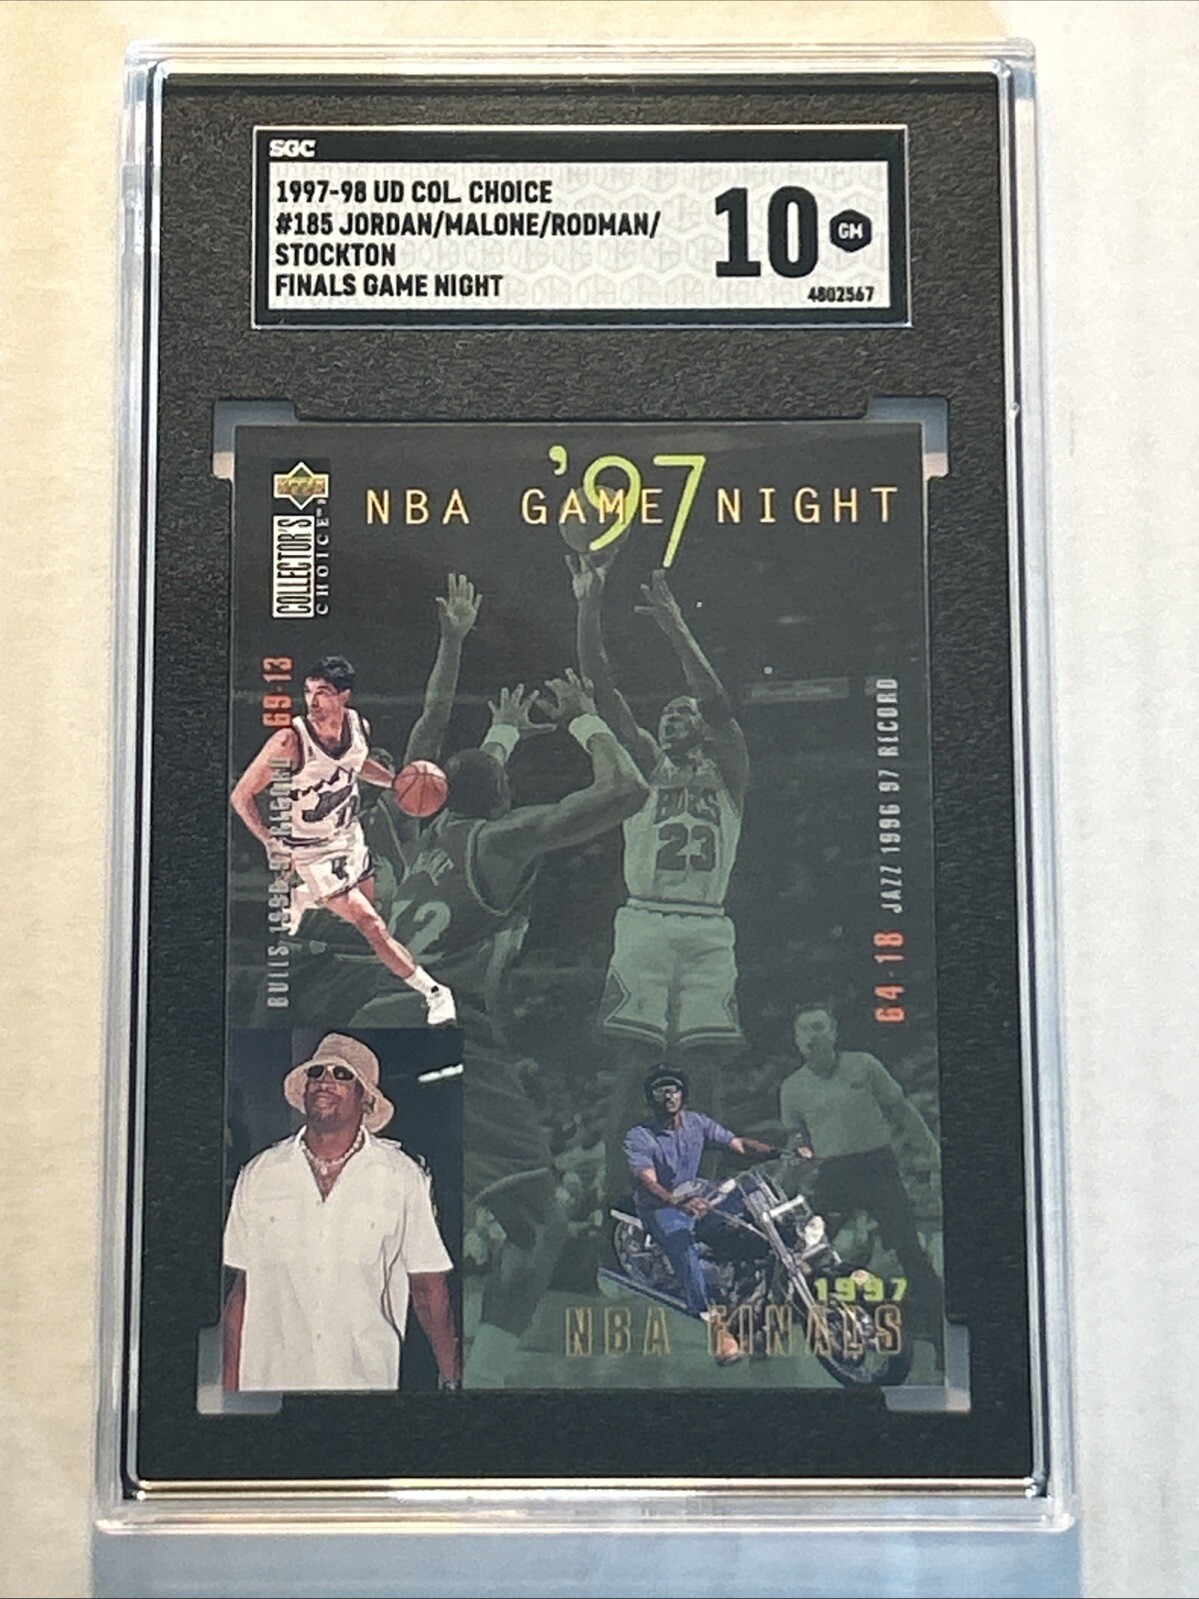 SGC
1997-98 UD COL. CHOICE
#185 JORDAN/MALONE/RODMAN/
STOCKTON
FINALS GAME NIGHT
10 GM
4802567
'97
NBA GAME NIGHT
COLLECTOR'S
CHOICE
BULLS 1996-97 RECORD 69-13
64-18 JAZZ 1996 97 RECORD
BULLS
23
12
1997
NBA FINALS